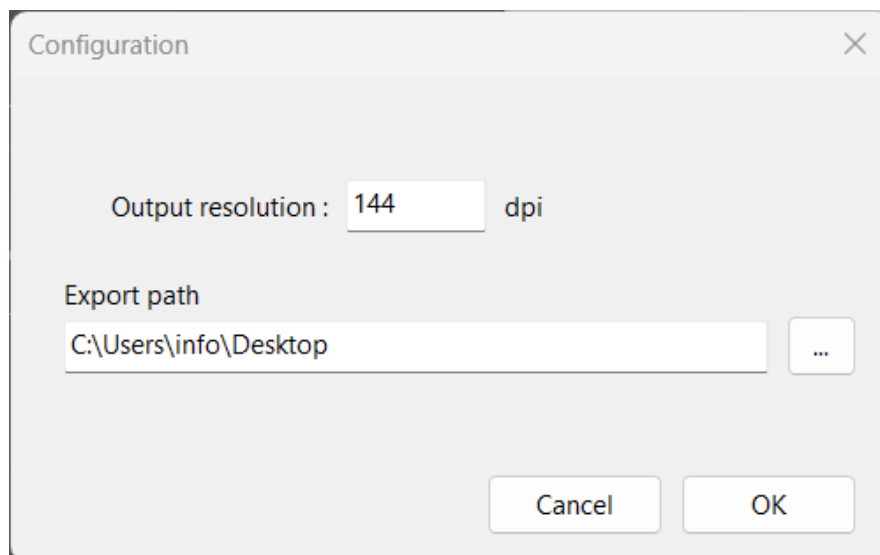 Configuration
Output resolution : 144 dpi
Export path
C:\Users\info\Desktop ...
Cancel OK